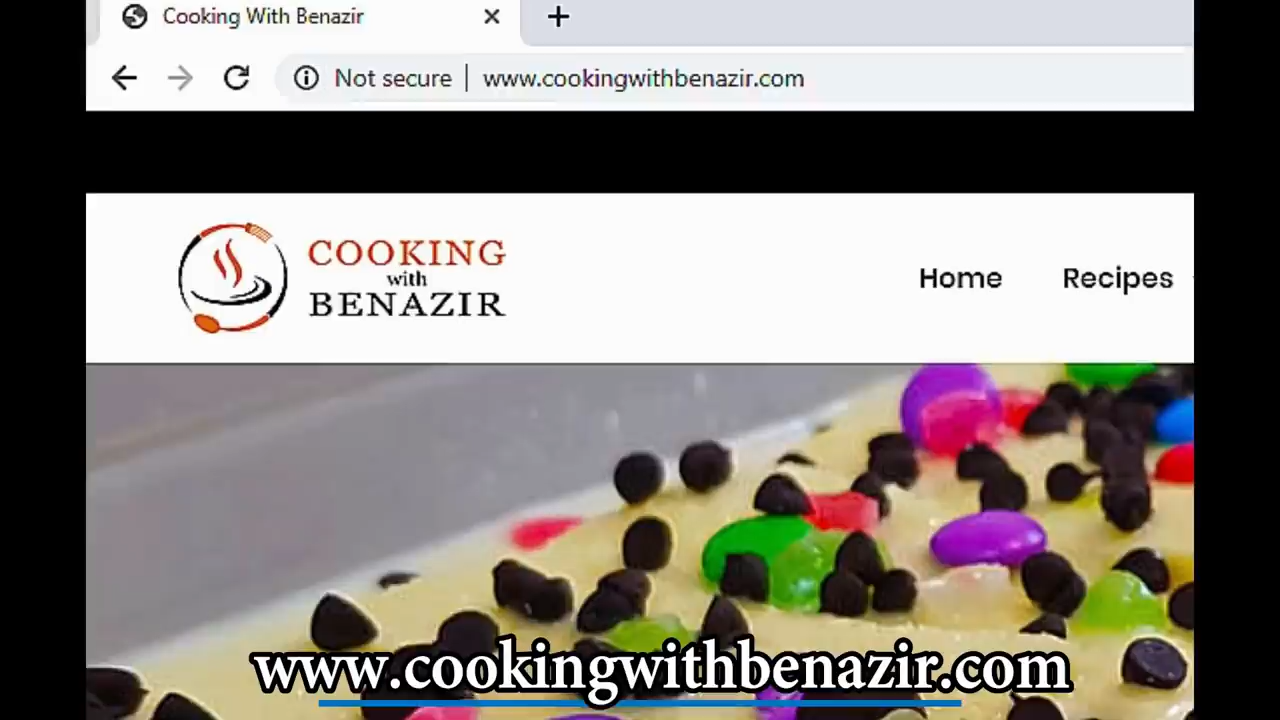 Cooking With Benazir
Not secure | www.cookingwithbenazir.com
COOKING
with
BENAZIR
Home Recipes
www.cookingwithbenazir.com